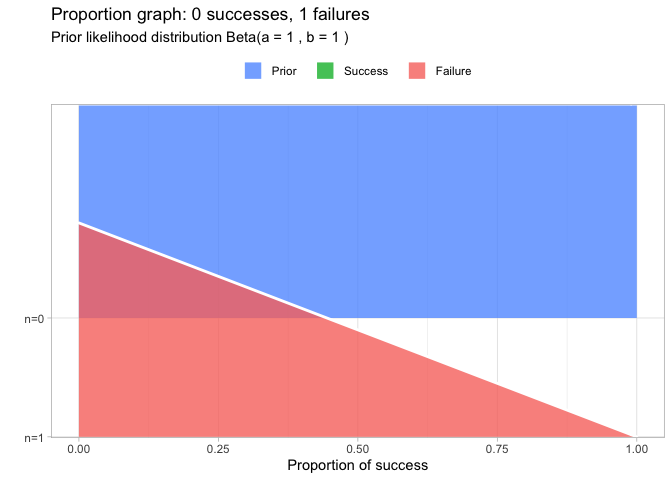 Proportion graph: 0 successes, 1 failures
Prior likelihood distribution Beta(a = 1 , b = 1 )
Prior Success Failure
n=0
n=1
0.00 0.25 0.50 0.75 1.00
Proportion of success